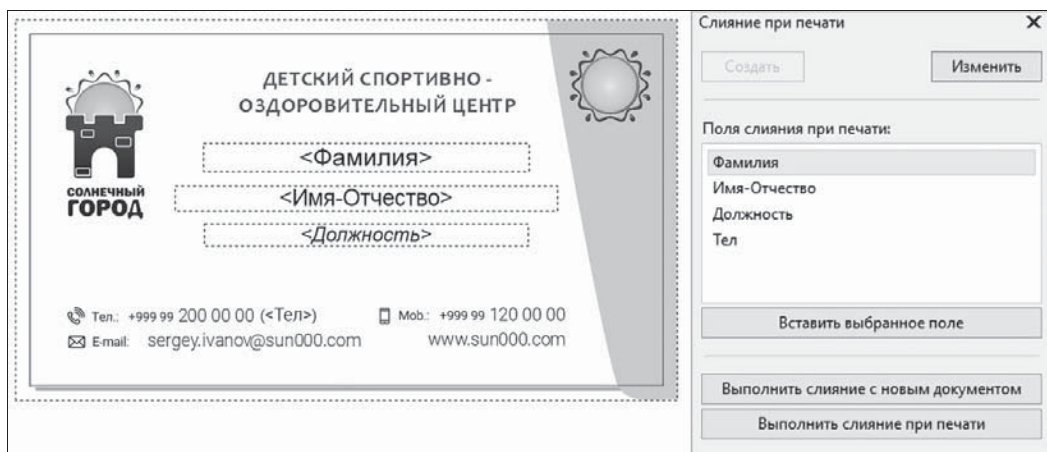 ДЕТСКИЙ СПОРТИВНО -
ОЗДОРОВИТЕЛЬНЫЙ ЦЕНТР
СОЛНЕЧНЫЙ
ГОРОД
<Фамилия>
<Имя-Отчество>
<Должность>
Тел.: +999 99 200 00 00 (<Тел>)
Mob.: +999 99 120 00 00
E-mail: sergey.ivanov@sun000.com
www.sun000.com
Слияние при печати
Создать
Изменить
Поля слияния при печати:
Фамилия
Имя-Отчество
Должность
Тел
Вставить выбранное поле
Выполнить слияние с новым документом
Выполнить слияние при печати